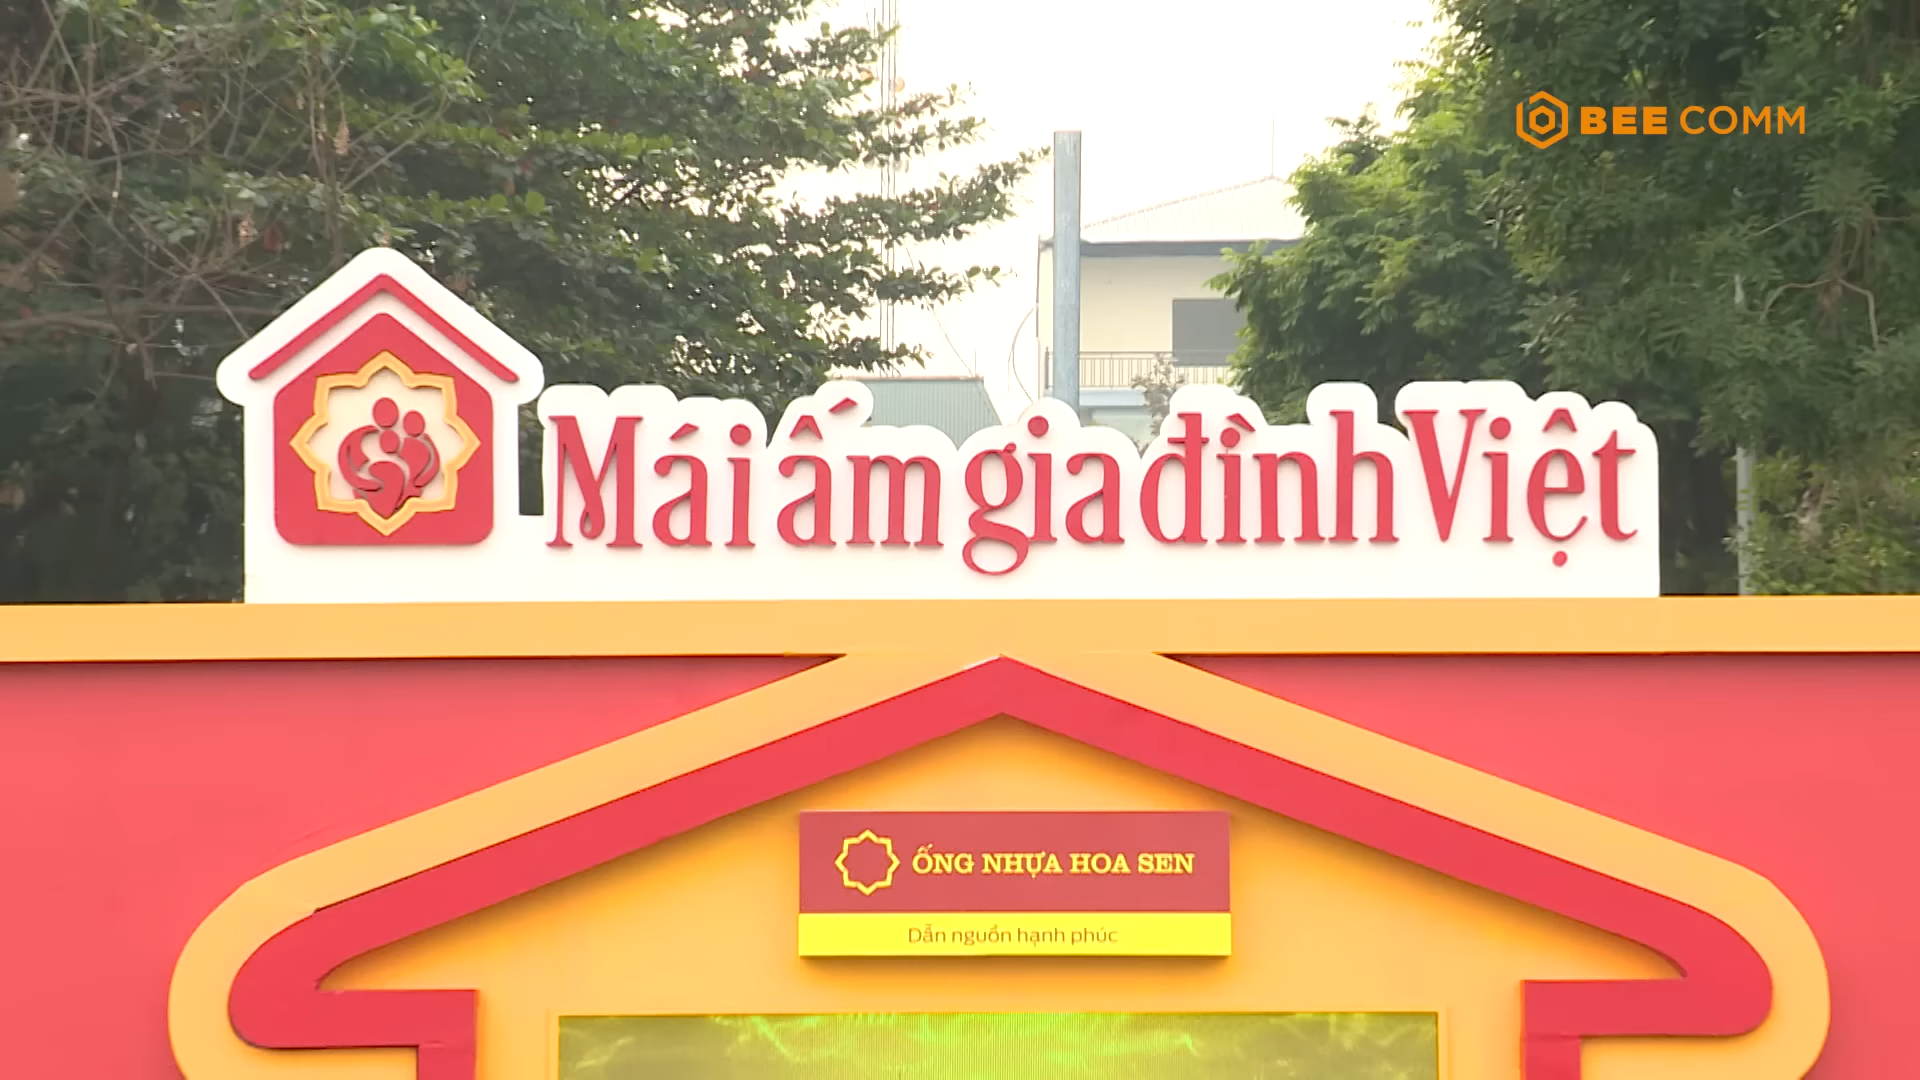 BEE COMM
Mái ấm gia đình Việt
ỐNG NHỰA HOA SEN
Dẫn nguồn hạnh phúc